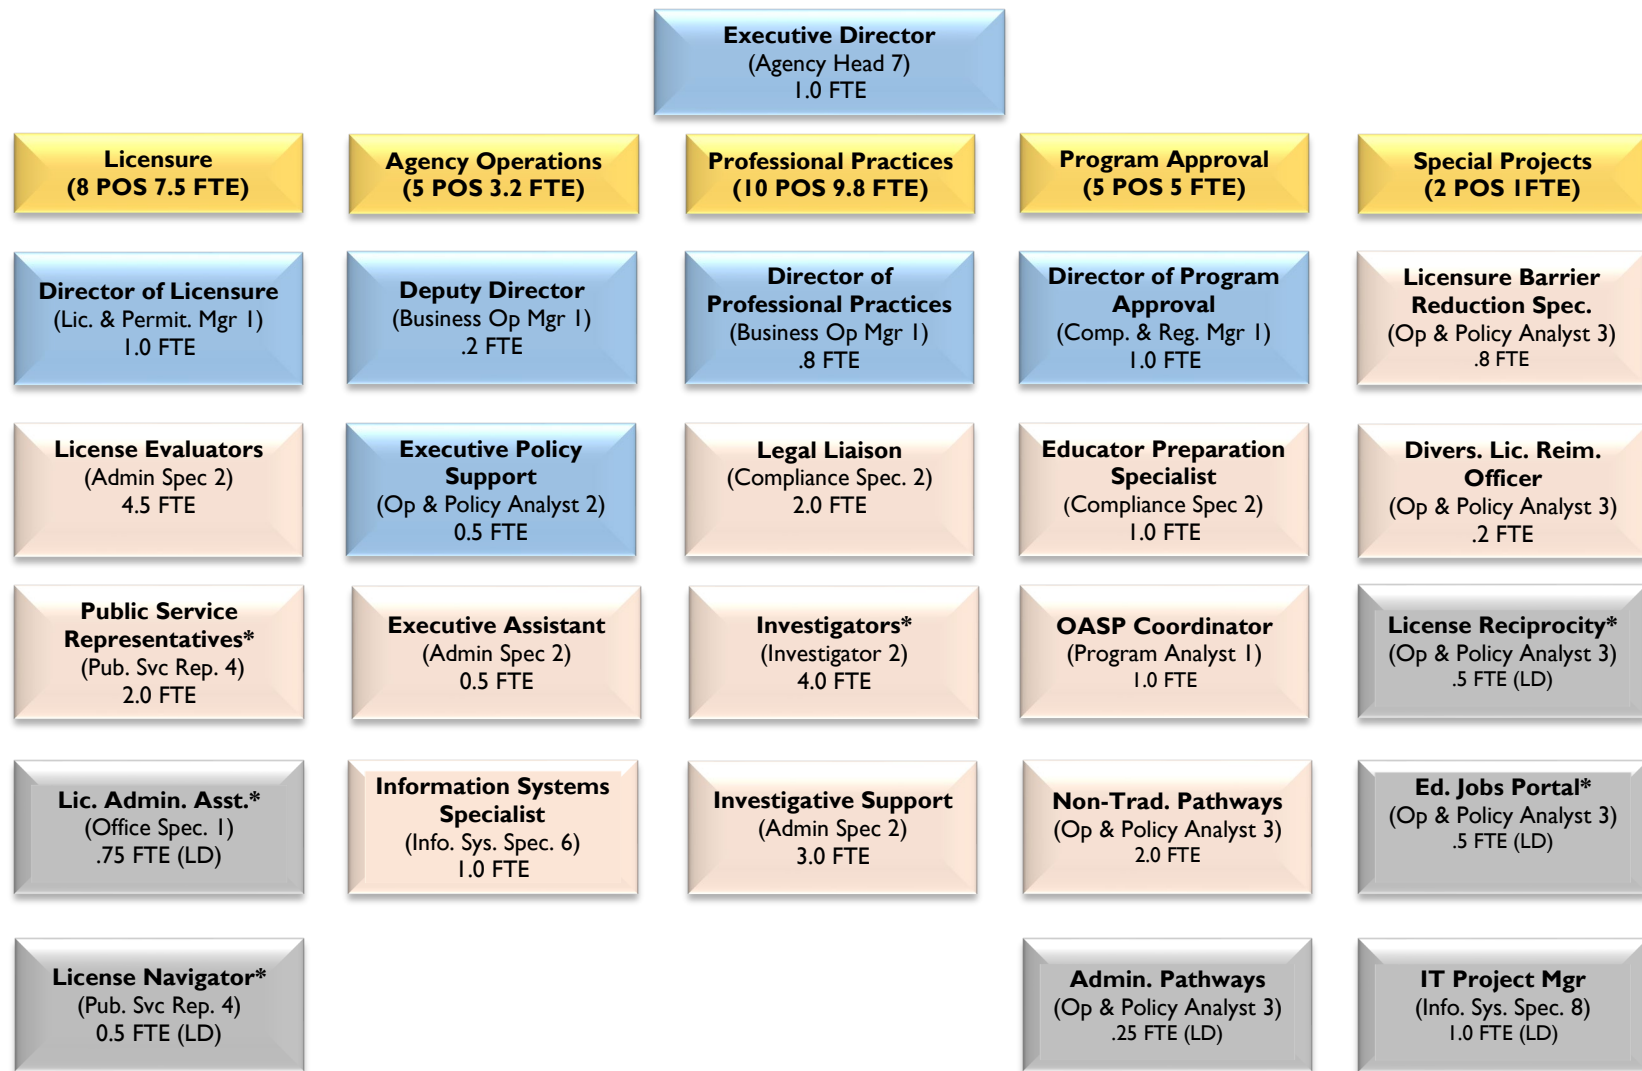 Executive Director
(Agency Head 7)
1.0 FTE
Licensure
(8 POS 7.5 FTE)
Agency Operations
(5 POS 3.2 FTE)
Professional Practices
(10 POS 9.8 FTE)
Program Approval
(5 POS 5 FTE)
Special Projects
(2 POS 1FTE)
Director of Licensure
(Lic. & Permit. Mgr 1)
1.0 FTE
Deputy Director
(Business Op Mgr 1)
.2 FTE
Director of
Professional Practices
(Business Op Mgr 1)
.8 FTE
Director of Program
Approval
(Comp. & Reg. Mgr 1)
1.0 FTE
Licensure Barrier
Reduction Spec.
(Op & Policy Analyst 3)
.8 FTE
License Evaluators
(Admin Spec 2)
4.5 FTE
Executive Policy
Support
(Op & Policy Analyst 2)
0.5 FTE
Legal Liaison
(Compliance Spec. 2)
2.0 FTE
Educator Preparation
Specialist
(Compliance Spec 2)
1.0 FTE
Divers. Lic. Reim.
Officer
(Op & Policy Analyst 3)
.2 FTE
Public Service
Representatives*
(Pub. Svc Rep. 4)
2.0 FTE
Executive Assistant
(Admin Spec 2)
0.5 FTE
Investigators*
(Investigator 2)
4.0 FTE
OASP Coordinator
(Program Analyst 1)
1.0 FTE
License Reciprocity*
(Op & Policy Analyst 3)
.5 FTE (LD)
Lic. Admin. Asst.*
(Office Spec. 1)
.75 FTE (LD)
Information Systems
Specialist
(Info. Sys. Spec. 6)
1.0 FTE
Investigative Support
(Admin Spec 2)
3.0 FTE
Non-Trad. Pathways
(Op & Policy Analyst 3)
2.0 FTE
Ed. Jobs Portal*
(Op & Policy Analyst 3)
.5 FTE (LD)
License Navigator*
(Pub. Svc Rep. 4)
0.5 FTE (LD)
Admin. Pathways
(Op & Policy Analyst 3)
.25 FTE (LD)
IT Project Mgr
(Info. Sys. Spec. 8)
1.0 FTE (LD)